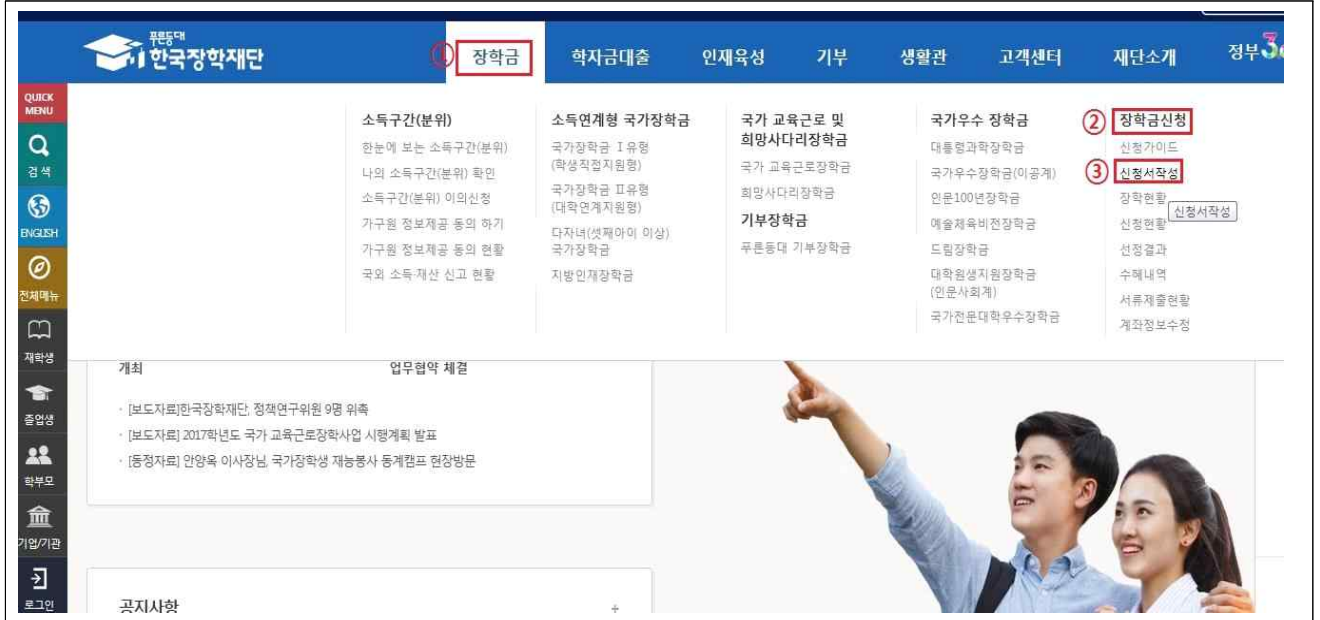 푸른등대
한국장학재단
① 장학금
학자금대출
인재육성
기부
생활관
고객센터
재단소개
정부3.0
QUICK
MENU
검색
ENGLISH
전체메뉴
재학생
졸업생
학부모
기업/기관
로그인
소득구간(분위)
한눈에 보는 소득구간(분위)
나의 소득구간(분위) 확인
소득구간(분위) 이의신청
가구원 정보제공 동의 하기
가구원 정보제공 동의 현황
국외 소득·재산 신고 현황
소득연계형 국가장학금
국가장학금 Ⅰ유형
(학생직접지원형)
국가장학금 Ⅱ유형
(대학연계지원형)
다자녀(셋째아이 이상)
국가장학금
지방인재장학금
국가 교육근로 및
희망사다리장학금
국가 교육근로장학금
희망사다리장학금
기부장학금
푸른등대 기부장학금
국가우수 장학금
대통령과학장학금
국가우수장학금(이공계)
인문100년장학금
예술체육비전장학금
드림장학금
대학원생지원장학금
(인문사회계)
국가전문대학우수장학금
② 장학금신청
신청가이드
③ 신청서작성
장학현황
신청서작성
신청현황
선정결과
수혜내역
서류제출현황
계좌정보수정
개최
업무협약 체결
· [보도자료]한국장학재단, 정책연구위원 9명 위촉
· [보도자료] 2017학년도 국가 교육근로장학사업 시행계획 발표
· [동정자료] 안양옥 이사장님, 국가장학생 재능봉사 동계캠프 현장방문
공지사항
+